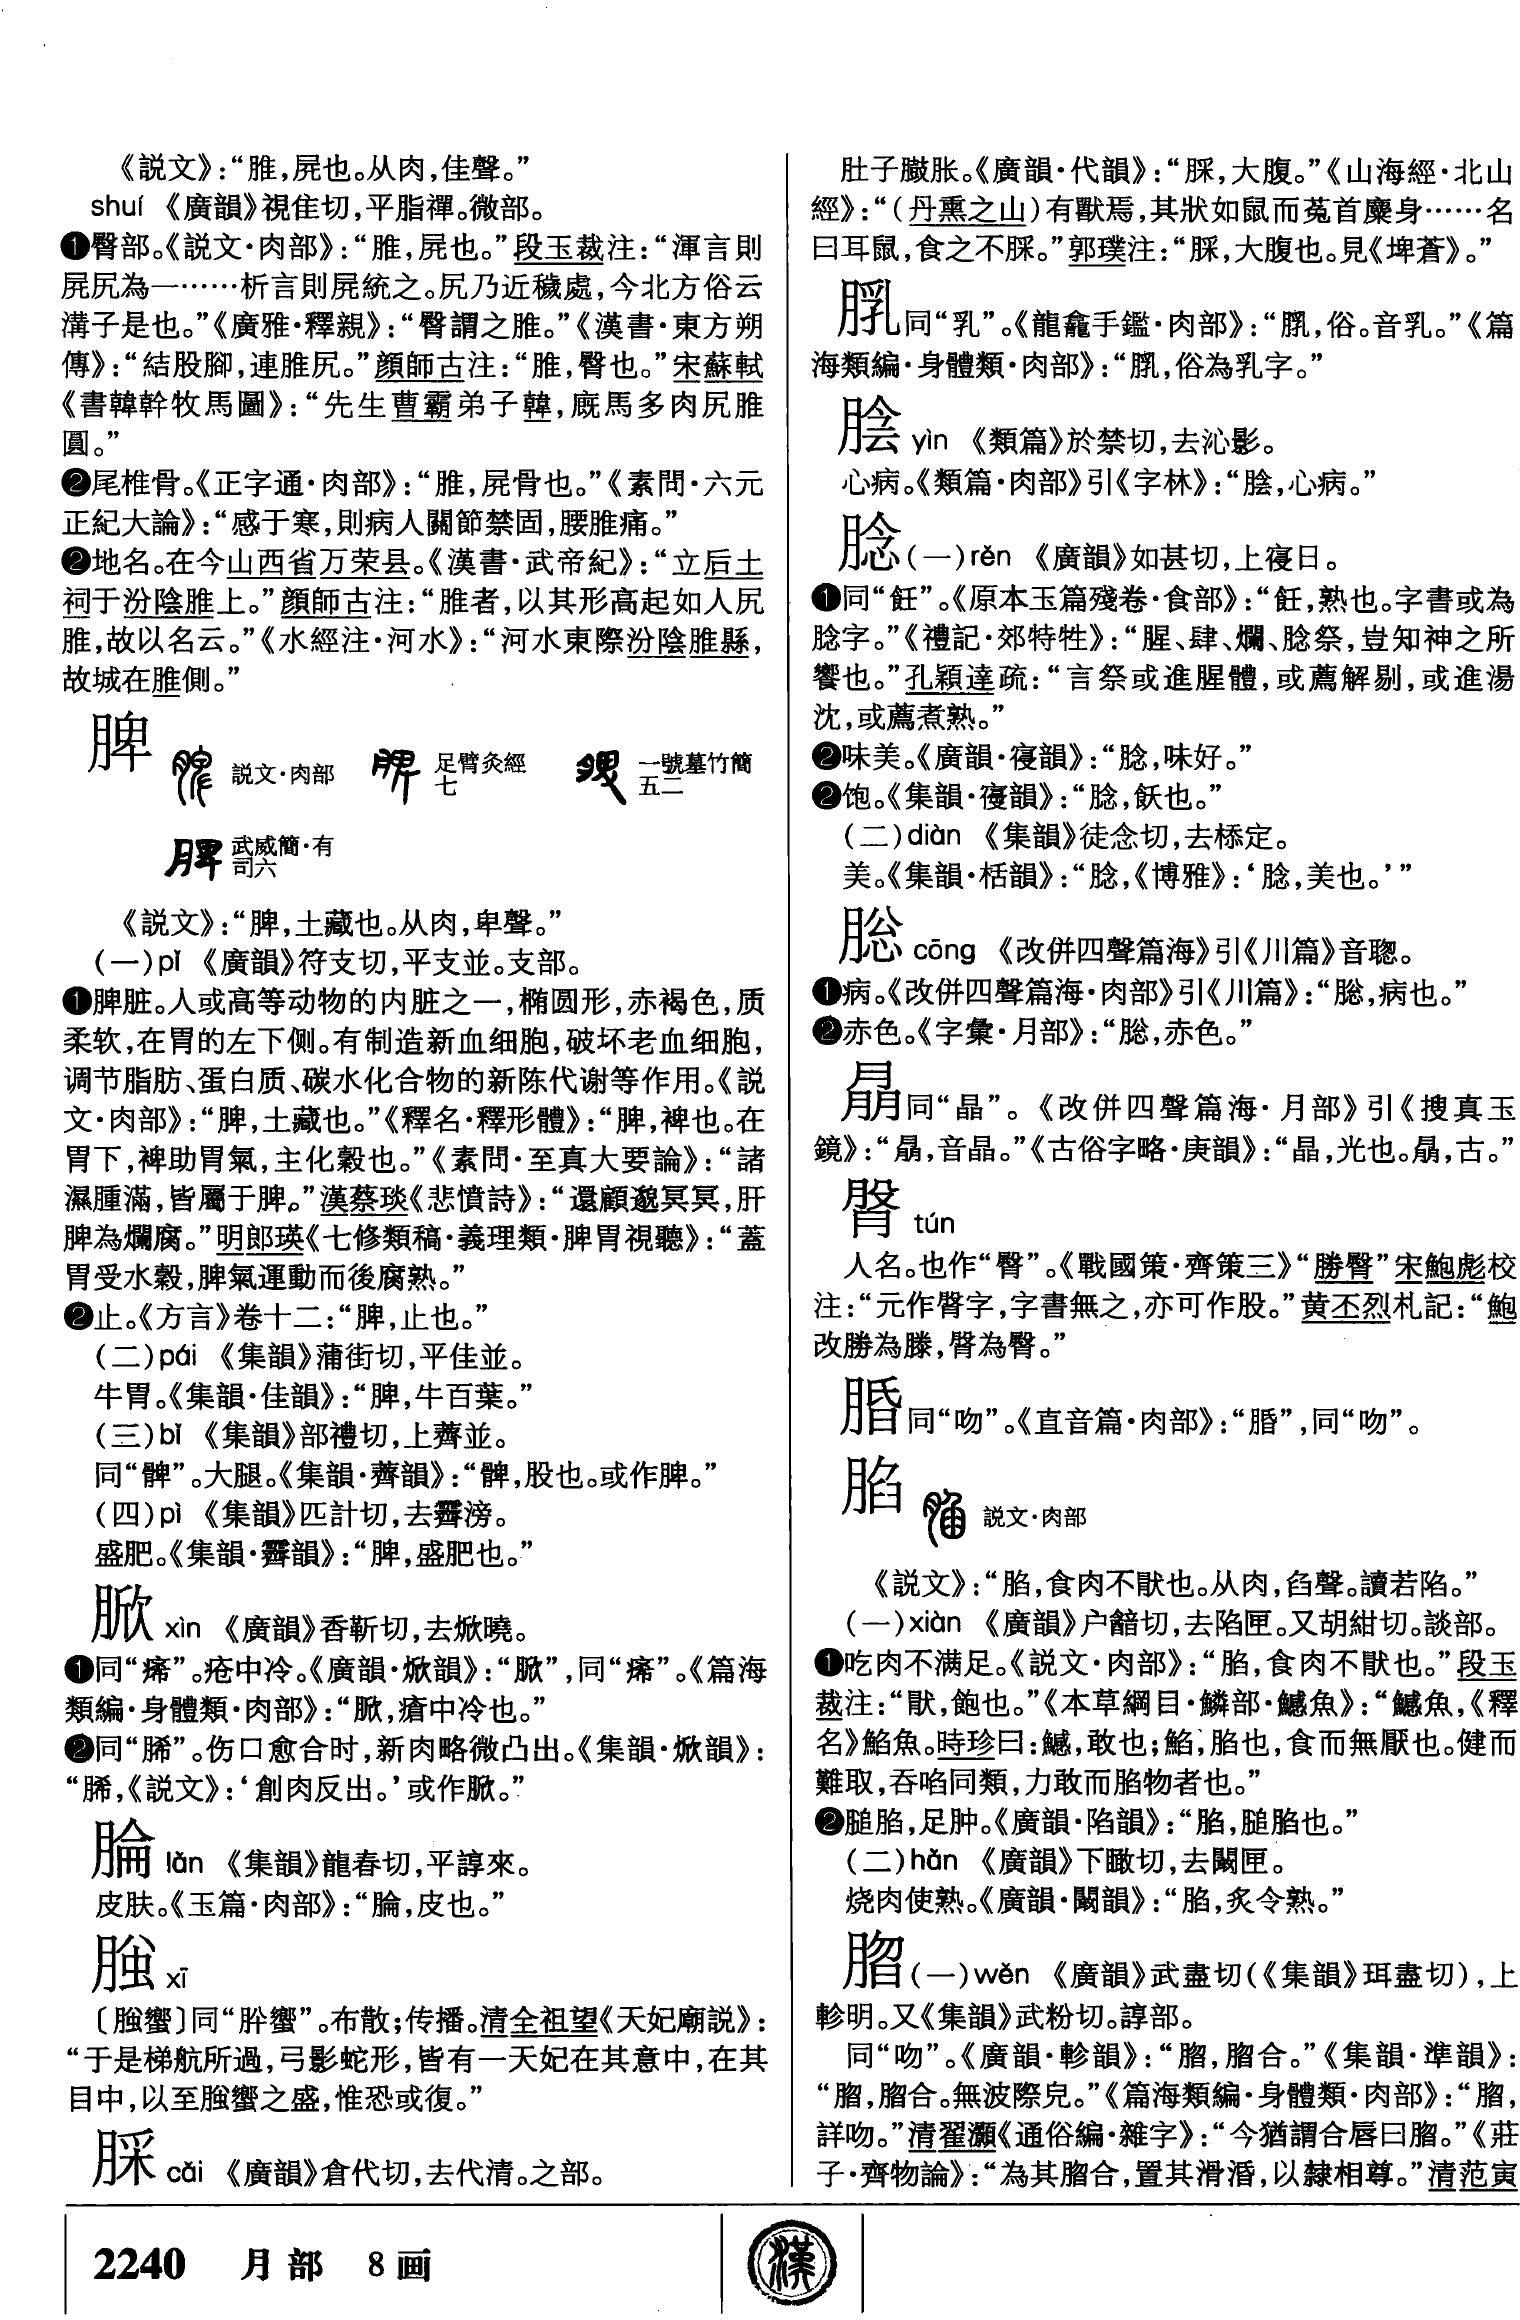 《説文》：“脽，屍也。从肉，隹聲。”
shuí 《廣韻》視隹切，平脂禪。微部。
❶臀部。《説文·肉部》：“脽，屍也。”段玉裁注：“渾言則
屍尻為一……析言則屍統之。尻乃近穢處，今北方俗云
溝子是也。”《廣雅·釋親》：“臀謂之脽。”《漢書·東方朔
傳》：“結股脚，連脽尻。”顔師古注：“脽，臀也。”宋蘇軾
《書韓幹牧馬圖》：“先生曹霸弟子韓，廐馬多肉尻脽
圓。”
❷尾椎骨。《正字通·肉部》：“脽，屍骨也。”《素問·六元
正紀大論》：“感于寒，則病人關節禁固，腰脽痛。”
❷地名。在今山西省万荣县。《漢書·武帝紀》：“立后土
祠于汾陰脽上。”顔師古注：“脽者，以其形高起如人尻
脽，故以名云。”《水經注·河水》：“河水東際汾陰脽縣，
故城在脽側。”
脾 説文·肉部 足臂灸經七 一號墓竹簡五二
武威簡·有司六
《説文》：“脾，土藏也。从肉，卑聲。”
(一)pǐ 《廣韻》符支切，平支並。支部。
❶脾脏。人或高等动物的内脏之一，椭圆形，赤褐色，质
柔软，在胃的左下侧。有制造新血细胞，破坏老血细胞，
调节脂肪、蛋白质、碳水化合物的新陈代谢等作用。《説
文·肉部》：“脾，土藏也。”《釋名·釋形體》：“脾，裨也。在
胃下，裨助胃氣，主化穀也。”《素問·至真大要論》：“諸
濕腫滿，皆屬于脾。”漢蔡琰《悲憤詩》：“還顧邈冥冥，肝
脾為爛腐。”明郎瑛《七修類稿·義理類·脾胃視聽》：“蓋
胃受水穀，脾氣運動而後腐熟。”
❷止。《方言》卷十二：“脾，止也。”
(二)pái 《集韻》蒲街切，平佳並。
牛胃。《集韻·佳韻》：“脾，牛百葉。”
(三)bǐ 《集韻》部禮切，上薺並。
同“髀”。大腿。《集韻·薺韻》：“髀，股也。或作脾。”
(四)pì 《集韻》匹計切，去霽滂。
盛肥。《集韻·霽韻》：“脾，盛肥也。”
脪 xìn 《廣韻》香靳切，去焮曉。
❶同“痛”。疮中冷。《廣韻·焮韻》：“𦚱”，同“㾙”。《篇海
類編·身體類·肉部》：“𦚱，瘡中冷也。”
❷同“脪”。伤口愈合时，新肉略微凸出。《集韻·焮韻》：
“脪，《説文》：‘創肉反出。’或作𦚱。”
腀 lǎn 《集韻》龍春切，平諄來。
皮肤。《玉篇·肉部》：“腀，皮也。”
䐖 xī
〔䐖蠁〕同“肸蠁”。布散；传播。清全祖望《天妃廟説》：
“于是梯航所過，弓影蛇形，皆有一天妃在其意中，在其
目中，以至䐖蠁之盛，惟恐或復。”
脵 cǎi 《廣韻》倉代切，去代清。之部。
肚子臌胀。《廣韻·代韻》：“䐆，大腹。”《山海經·北山
經》：“(丹熏之山)有獸焉，其狀如鼠而菟首麋身……名
曰耳鼠，食之不䐆。”郭璞注：“䐆，大腹也。見《埤蒼》。”
𦜘同“乳”。《龍龕手鑑·肉部》：“𦜘，俗。音乳。”《篇
海類編·身體類·肉部》：“𦜘，俗為乳字。”
䧟 yìn 《類篇》於禁切，去沁影。
心病。《類篇·肉部》引《字林》：“䧟，心病。”
腍(一)rěn 《廣韻》如甚切，上寑日。
❶同“飪”。《原本玉篇殘卷·食部》：“飪，熟也。字書或為
腍字。”《禮記·郊特牲》：“腥、肆、爛、腍祭，豈知神之所
饗也。”孔穎達疏：“言祭或進腥體，或薦解剔，或進湯
沈，或薦煮熟。”
❷味美。《廣韻·寑韻》：“腍，味好。”
❷饱。《集韻·寑韻》：“腍，飫也。”
(二)diàn 《集韻》徒念切，去㮇定。
美。《集韻·栝韻》：“腍，《博雅》：‘腍，美也。’”
䐋 cōng 《改併四聲篇海》引《川篇》音聰。
❶病。《改併四聲篇海·肉部》引《川篇》：“䐋，病也。”
❷赤色。《字彙·月部》：“䐋，赤色。”
朤同“晶”。《改併四聲篇海·月部》引《搜真玉
鏡》：“朤，音晶。”《古俗字略·庚韻》：“晶，光也。朤，古。”
臋 tún
人名。也作“臀”。《戰國策·齊策三》“勝臀”宋鮑彪校
注：“元作臋字，字書無之，亦可作股。”黄丕烈札記：“鮑
改勝為滕，臋為臀。”
䐇同“吻”。《直音篇·肉部》：“䐇”，同“吻”。
脜 説文·肉部
《説文》：“䐄，食肉不猒也。从肉，臽聲。讀若陷。”
(一)xiàn 《廣韻》户韽切，去陷匣。又胡紺切。談部。
❶吃肉不满足。《説文·肉部》：“䐄，食肉不猒也。”段玉
裁注：“猒，飽也。”《本草綱目·鱗部·鱤魚》：“鱤魚，《釋
名》鮥魚。時珍曰：鱤，敢也；䱤，䐄也，食而無厭也。健而
難取，吞啗同類，力敢而䐄物者也。”
❷膇䐄，足肿。《廣韻·陷韻》：“䐄，膇䐄也。”
(二)hǎn 《廣韻》下瞰切，去闞匣。
烧肉使熟。《廣韻·闞韻》：“䐄，炙令熟。”
脗(一)wěn 《廣韻》武盡切(《集韻》珥盡切)，上
軫明。又《集韻》武粉切。諄部。
同“吻”。《廣韻·軫韻》：“脗，脗合。”《集韻·準韻》：
“脗，脗合。無波際皃。”《篇海類編·身體類·肉部》：“脗，
詳吻。”清翟灝《通俗編·雜字》：“今猶謂合唇曰脗。”《莊
子·齊物論》：“為其脗合，置其滑涽，以隸相尊。”清范寅
2240 月部 8画
漢